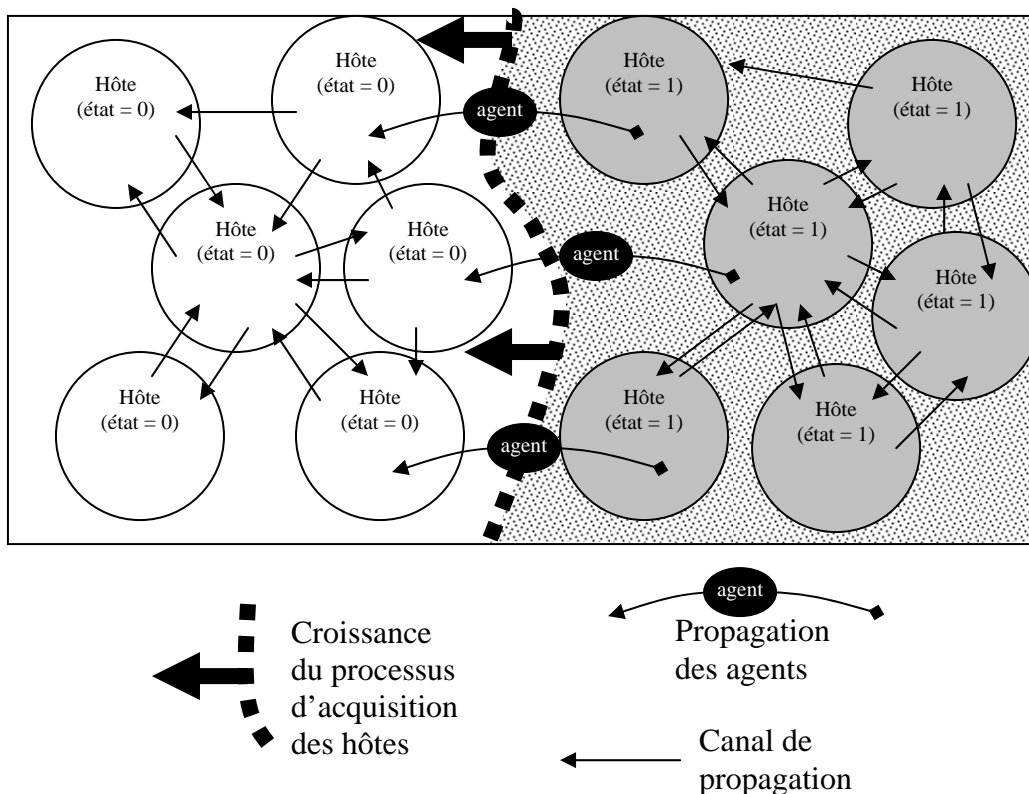 Hôte
(état = 0)
Hôte
(état = 0)
agent
Hôte
(état = 1)
Hôte
(état = 1)
Hôte
(état = 0)
Hôte
(état = 0)
agent
Hôte
(état = 1)
Hôte
(état = 1)
Hôte
(état = 0)
Hôte
(état = 0)
agent
Hôte
(état = 1)
Hôte
(état = 1)
Croissance
du processus
d’acquisition
des hôtes
agent
Propagation
des agents
Canal de
propagation